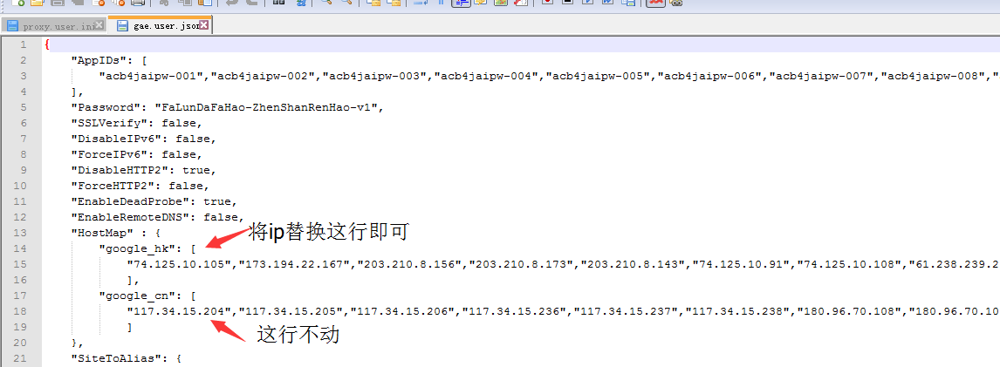 proxy.user.ini
gae.user.json
1 {
2 "AppIDs": [
3 "acb4jaipw-001","acb4jaipw-002","acb4jaipw-003","acb4jaipw-004","acb4jaipw-005","acb4jaipw-006","acb4jaipw-007","acb4jaipw-008","
4 ],
5 "Password": "FaLunDaFaHao-ZhenShanRenHao-v1",
6 "SSLVerify": false,
7 "DisableIPv6": false,
8 "ForceIPv6": false,
9 "DisableHTTP2": true,
10 "ForceHTTP2": false,
11 "EnableDeadProbe": true,
12 "EnableRemoteDNS": false,
将ip替换这行即可
13 "HostMap" : {
14 "google_hk": [
15 "74.125.10.105","173.194.22.167","203.210.8.156","203.210.8.173","203.210.8.143","74.125.10.91","74.125.10.108","61.238.239.2
16 ],
17 "google_cn": [
18 "117.34.15.204","117.34.15.205","117.34.15.206","117.34.15.236","117.34.15.237","117.34.15.238","180.96.70.108","180.96.70.10
19 ]
这行不动
20 },
21 "SiteToAlias": {